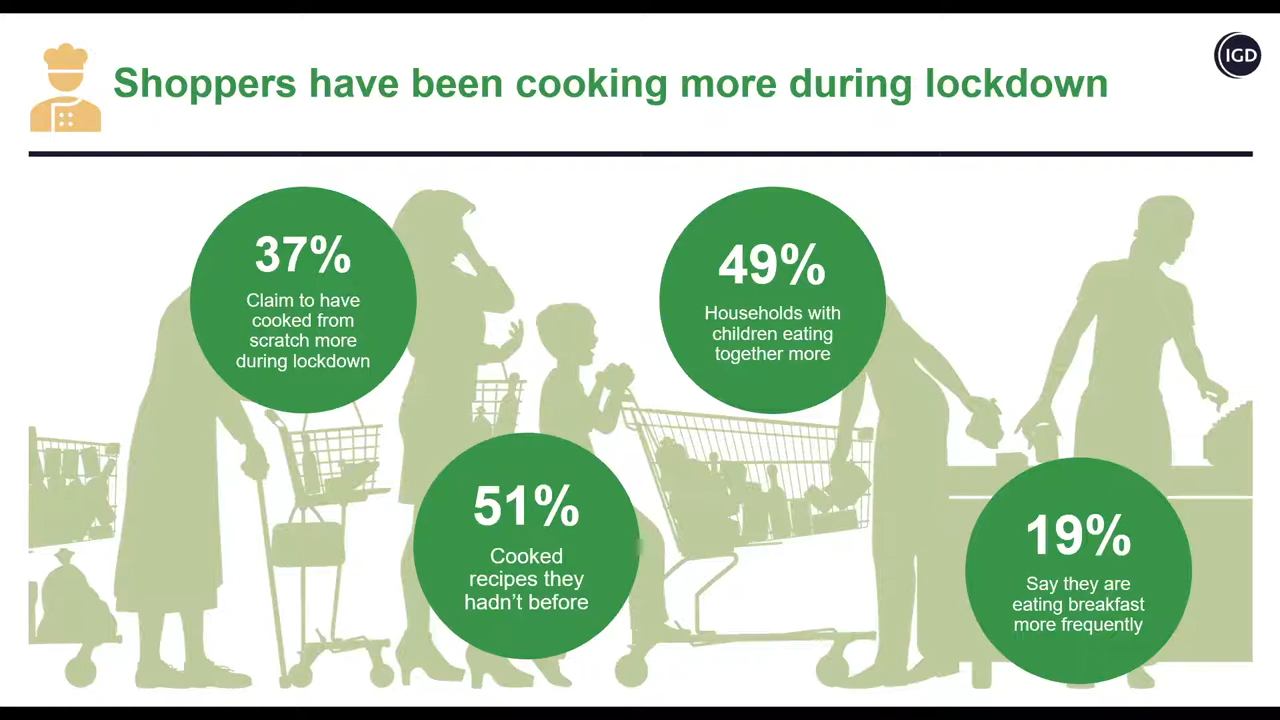 Shoppers have been cooking more during lockdown
IGD
37%
Claim to have
cooked from
scratch more
during lockdown
49%
Households with
children eating
together more
51%
Cooked
recipes they
hadn’t before
19%
Say they are
eating breakfast
more frequently